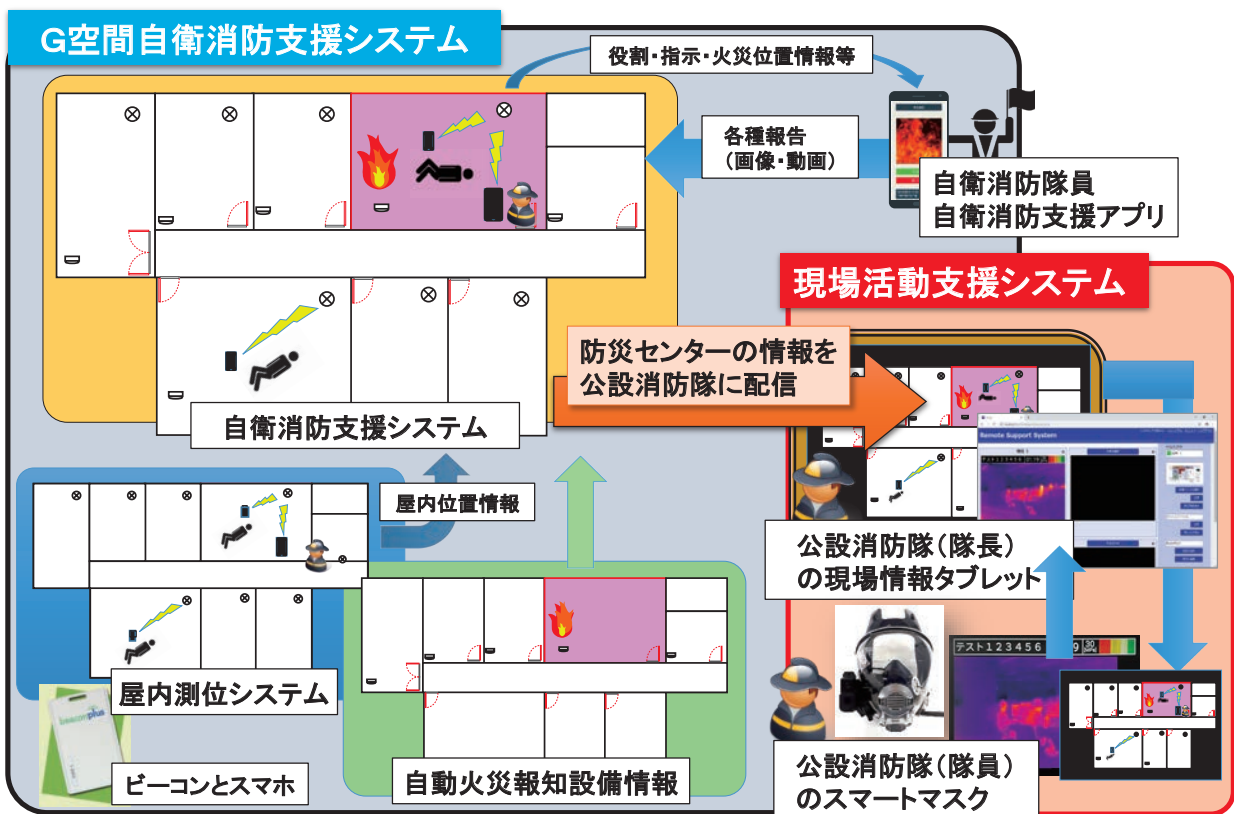 G空間自衛消防支援システム
役割・指示・火災位置情報等
各種報告
（画像・動画）
自衛消防隊員
自衛消防支援アプリ
現場活動支援システム
防災センターの情報を
公設消防隊に配信
自衛消防支援システム
Remote Support System
屋内位置情報
公設消防隊（隊長）
の現場情報タブレット
屋内測位システム
テスト123456
beaconplus
ビーコンとスマホ
自動火災報知設備情報
公設消防隊（隊員）
のスマートマスク